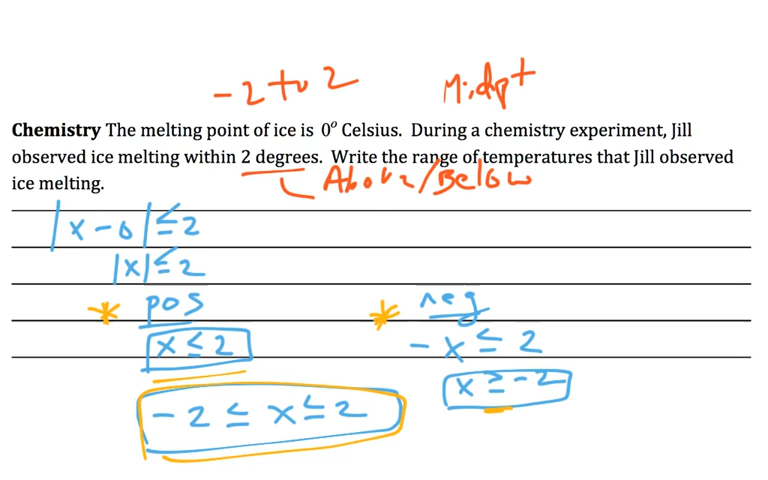 -2 to 2 Midpt
Chemistry The melting point of ice is 0° Celsius. During a chemistry experiment, Jill
observed ice melting within 2 degrees. Write the range of temperatures that Jill observed
ice melting.
Above/Below
|x-0| ≤ 2
|x| ≤ 2
* pos * neg
x ≤ 2 -x ≤ 2
x ≥ -2
-2 ≤ x ≤ 2